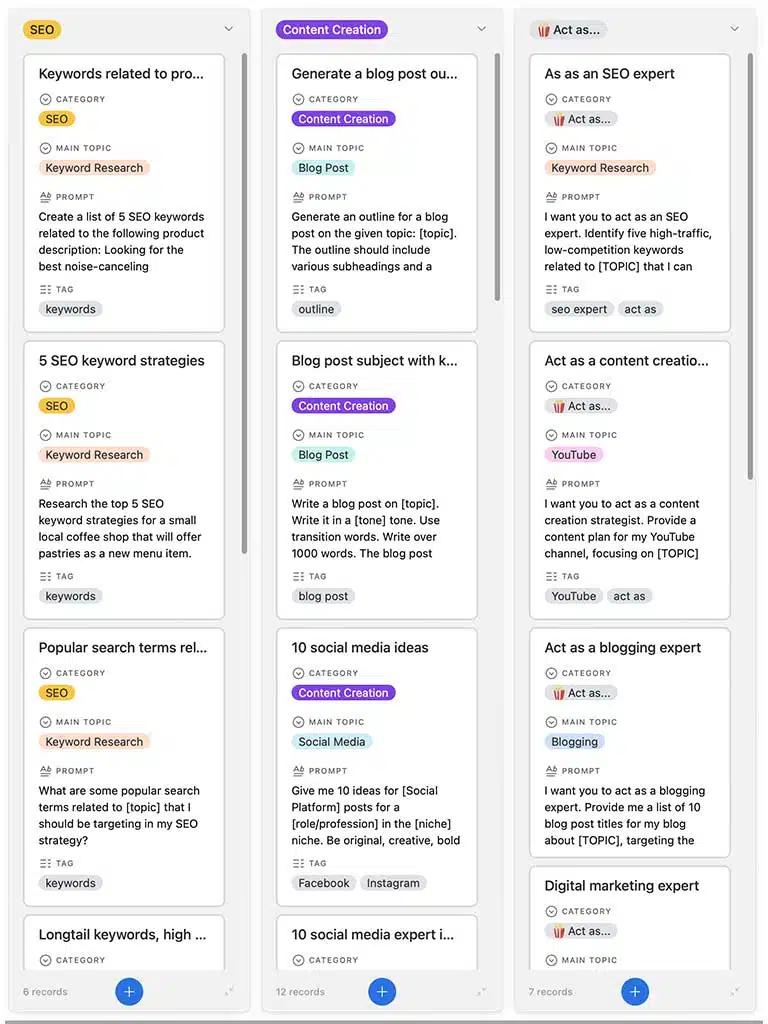 SEO
Keywords related to pro...
CATEGORY
SEO
MAIN TOPIC
Keyword Research
PROMPT
Create a list of 5 SEO keywords
related to the following product
description: Looking for the
best noise-canceling
TAG
keywords
5 SEO keyword strategies
CATEGORY
SEO
MAIN TOPIC
Keyword Research
PROMPT
Research the top 5 SEO
keyword strategies for a small
local coffee shop that will offer
pastries as a new menu item.
TAG
keywords
Popular search terms rel...
CATEGORY
SEO
MAIN TOPIC
Keyword Research
PROMPT
What are some popular search
terms related to [topic] that I
should be targeting in my SEO
strategy?
TAG
keywords
Longtail keywords, high ...
CATEGORY
6 records
Content Creation
Generate a blog post ou...
CATEGORY
Content Creation
MAIN TOPIC
Blog Post
PROMPT
Generate an outline for a blog
post on the given topic: [topic].
The outline should include
various subheadings and a
TAG
outline
Blog post subject with k...
CATEGORY
Content Creation
MAIN TOPIC
Blog Post
PROMPT
Write a blog post on [topic].
Write it in a [tone] tone. Use
transition words. Write over
1000 words. The blog post
TAG
blog post
10 social media ideas
CATEGORY
Content Creation
MAIN TOPIC
Social Media
PROMPT
Give me 10 ideas for [Social
Platform] posts for a
[role/profession] in the [niche]
niche. Be original, creative, bold
TAG
Facebook Instagram
10 social media expert i...
CATEGORY
12 records
Act as...
As as an SEO expert
CATEGORY
Act as...
MAIN TOPIC
Keyword Research
PROMPT
I want you to act as an SEO
expert. Identify five high-traffic,
low-competition keywords
related to [TOPIC] that I can
TAG
seo expert act as
Act as a content creatio...
CATEGORY
Act as...
MAIN TOPIC
YouTube
PROMPT
I want you to act as a content
creation strategist. Provide a
content plan for my YouTube
channel, focusing on [TOPIC]
TAG
YouTube act as
Act as a blogging expert
CATEGORY
Act as...
MAIN TOPIC
Blogging
PROMPT
I want you to act as a blogging
expert. Provide me a list of 10
blog post titles for my blog
about [TOPIC], targeting the
Digital marketing expert
CATEGORY
Act as...
MAIN TOPIC
7 records